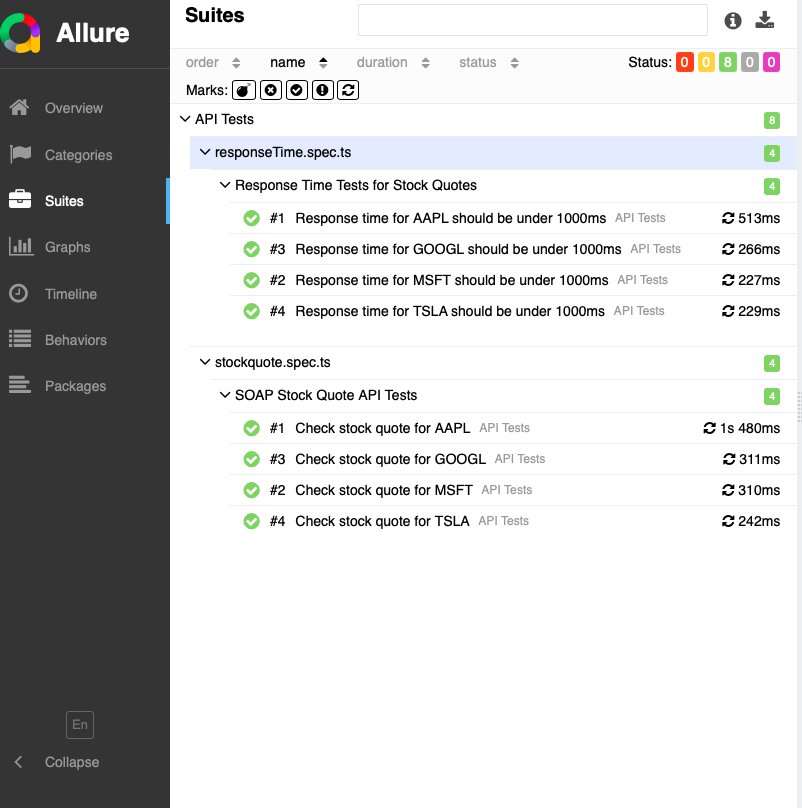 Allure
Overview
Categories
Suites
Graphs
Timeline
Behaviors
Packages
En
Collapse
Suites
order name duration status Status: 0 0 8 0 0
Marks:
API Tests 8
responseTime.spec.ts 4
Response Time Tests for Stock Quotes 4
#1 Response time for AAPL should be under 1000ms API Tests 513ms
#3 Response time for GOOGL should be under 1000ms API Tests 266ms
#2 Response time for MSFT should be under 1000ms API Tests 227ms
#4 Response time for TSLA should be under 1000ms API Tests 229ms
stockquote.spec.ts 4
SOAP Stock Quote API Tests 4
#1 Check stock quote for AAPL API Tests 1s 480ms
#3 Check stock quote for GOOGL API Tests 311ms
#2 Check stock quote for MSFT API Tests 310ms
#4 Check stock quote for TSLA API Tests 242ms